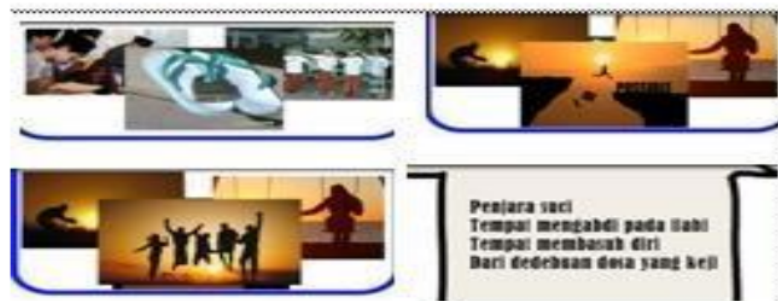 Penjara suci
Tempat mengabdi pada ilahi
Tempat membasuh diri
Dari dedebuan dosa yang keji